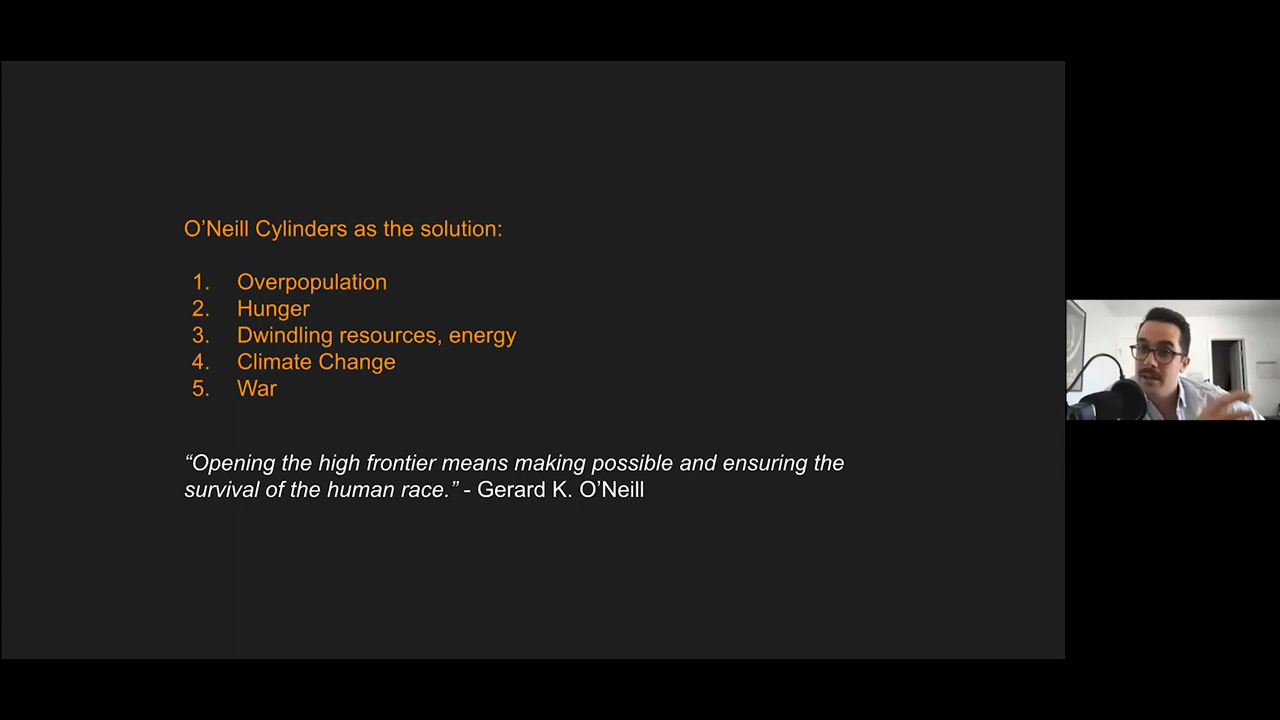 O’Neill Cylinders as the solution:
1. Overpopulation
2. Hunger
3. Dwindling resources, energy
4. Climate Change
5. War
“Opening the high frontier means making possible and ensuring the
survival of the human race.” - Gerard K. O’Neill